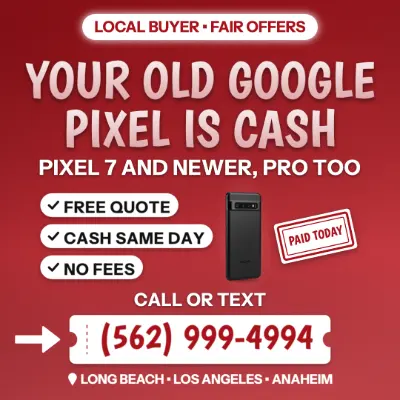 LOCAL BUYER • FAIR OFFERS
YOUR OLD GOOGLE
PIXEL IS CASH
PIXEL 7 AND NEWER, PRO TOO
✓ FREE QUOTE
✓ CASH SAME DAY
✓ NO FEES
PAID TODAY
CALL OR TEXT
(562) 999-4994
LONG BEACH • LOS ANGELES • ANAHEIM